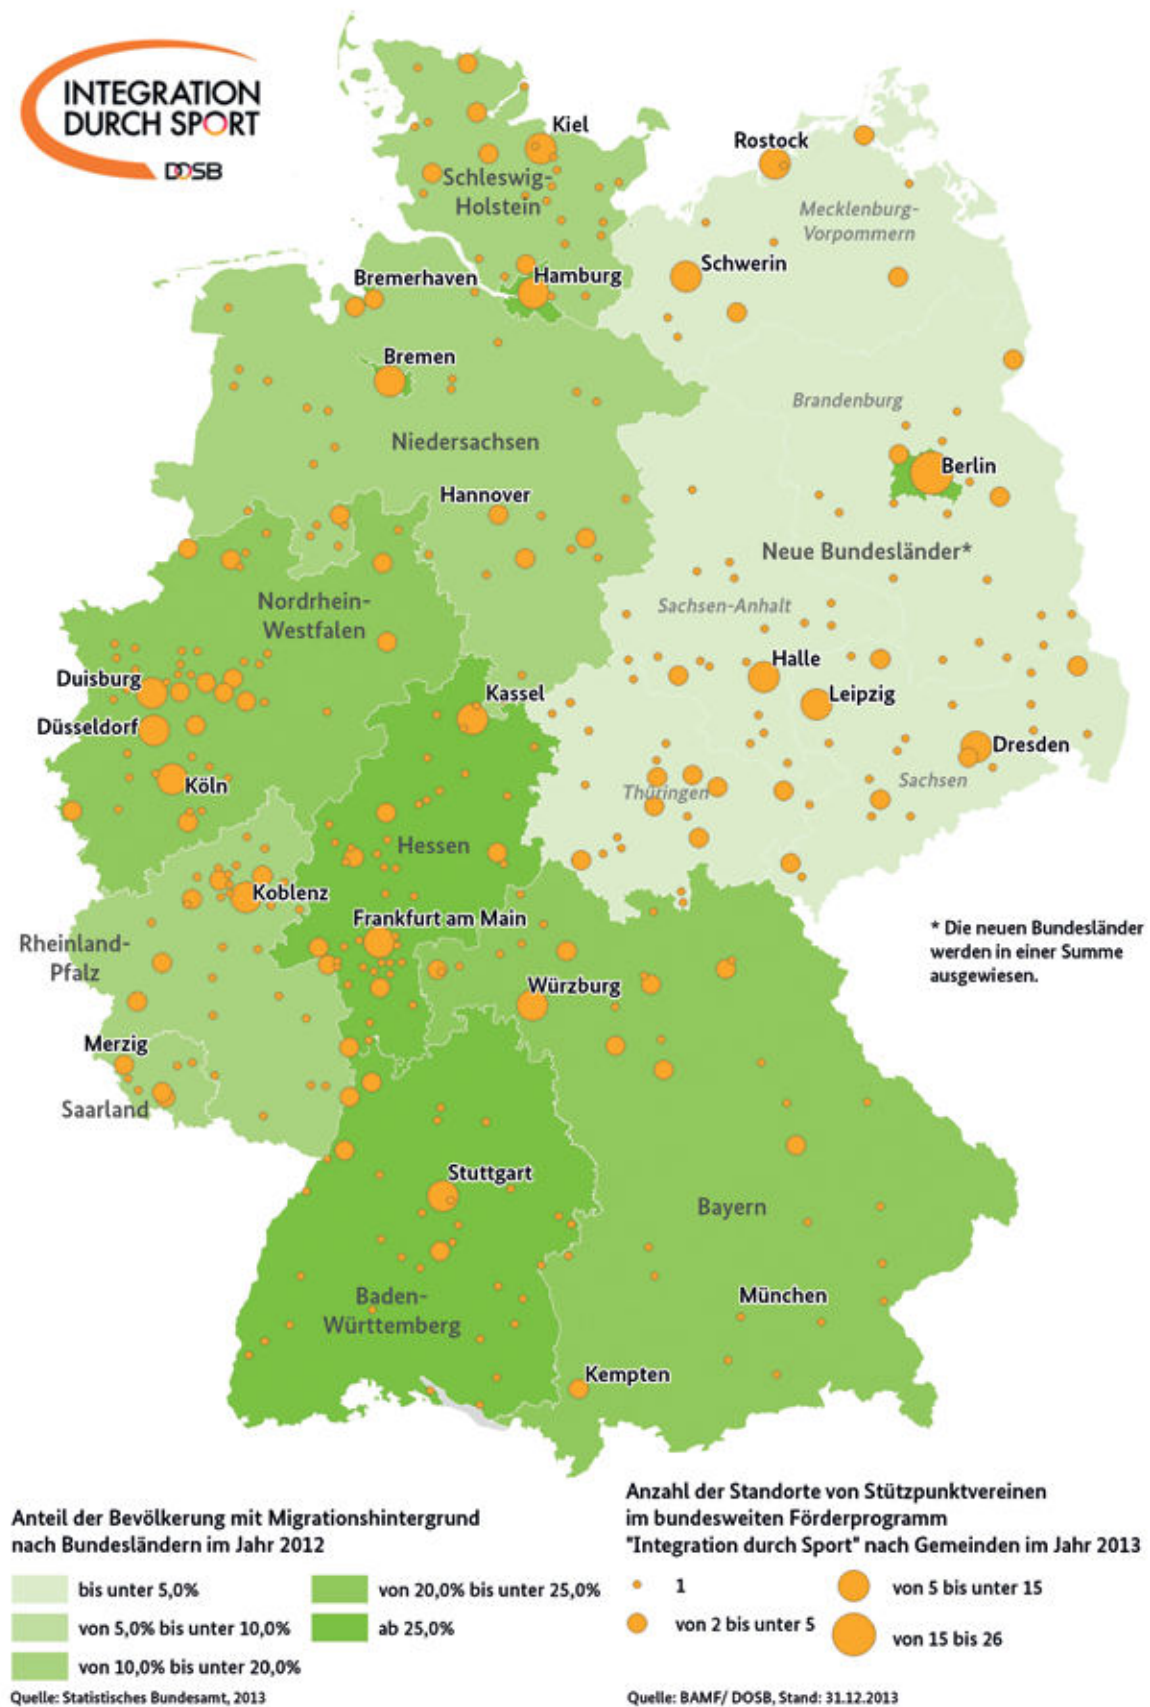 INTEGRATION
DURCH SPORT
DOSB
Kiel
Rostock
Schleswig-
Holstein
Mecklenburg-
Vorpommern
Schwerin
Bremerhaven
Hamburg
Bremen
Brandenburg
Niedersachsen
Berlin
Hannover
Neue Bundesländer*
Nordrhein-
Westfalen
Sachsen-Anhalt
Halle
Duisburg
Kassel
Leipzig
Düsseldorf
Dresden
Köln
Sachsen
Thüringen
Hessen
Koblenz
Frankfurt am Main
* Die neuen Bundesländer
werden in einer Summe
ausgewiesen.
Rheinland-
Pfalz
Würzburg
Merzig
Saarland
Stuttgart
Bayern
Baden-
Württemberg
München
Kempten
Anteil der Bevölkerung mit Migrationshintergrund
nach Bundesländern im Jahr 2012
bis unter 5,0%
von 5,0% bis unter 10,0%
von 10,0% bis unter 20,0%
von 20,0% bis unter 25,0%
ab 25,0%
Quelle: Statistisches Bundesamt, 2013
Anzahl der Standorte von Stützpunktvereinen
im bundesweiten Förderprogramm
"Integration durch Sport" nach Gemeinden im Jahr 2013
1
von 2 bis unter 5
von 5 bis unter 15
von 15 bis 26
Quelle: BAMF/ DOSB, Stand: 31.12.2013